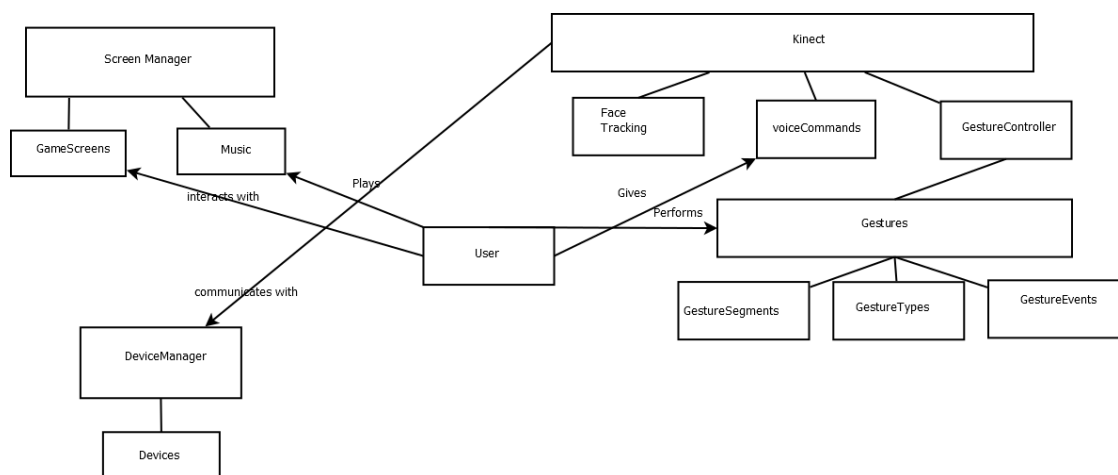 Kinect
Screen Manager
Face
Tracking
voiceCommands
GestureController
GameScreens
Music
Plays
interacts with
Gives
Performs
Gestures
User
communicates with
GestureSegments
GestureTypes
GestureEvents
DeviceManager
Devices